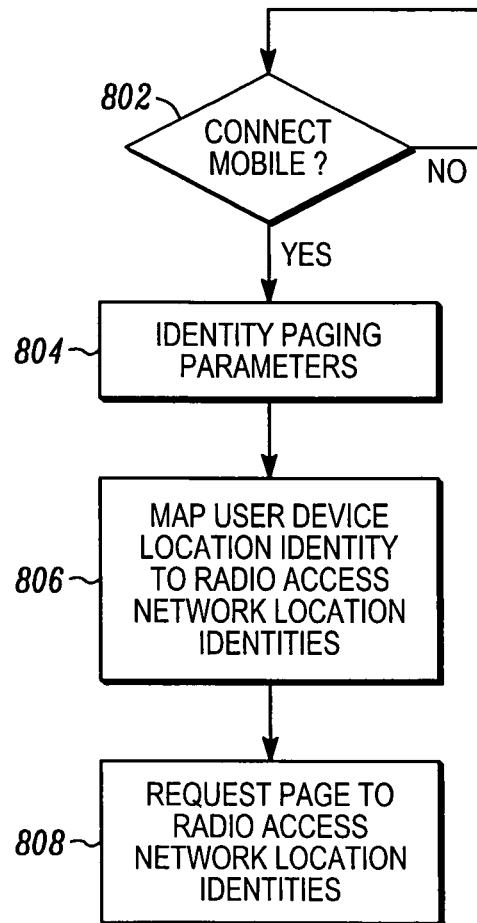 802
CONNECT
MOBILE ?
NO
YES
804
IDENTITY PAGING
PARAMETERS
806
MAP USER DEVICE
LOCATION IDENTITY
TO RADIO ACCESS
NETWORK LOCATION
IDENTITIES
808
REQUEST PAGE TO
RADIO ACCESS
NETWORK LOCATION
IDENTITIES